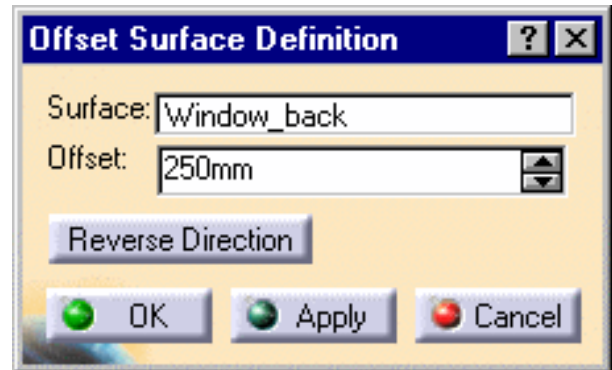 Offset Surface Definition ? X
Surface: Window_back
Offset: 250mm
Reverse Direction
OK Apply Cancel